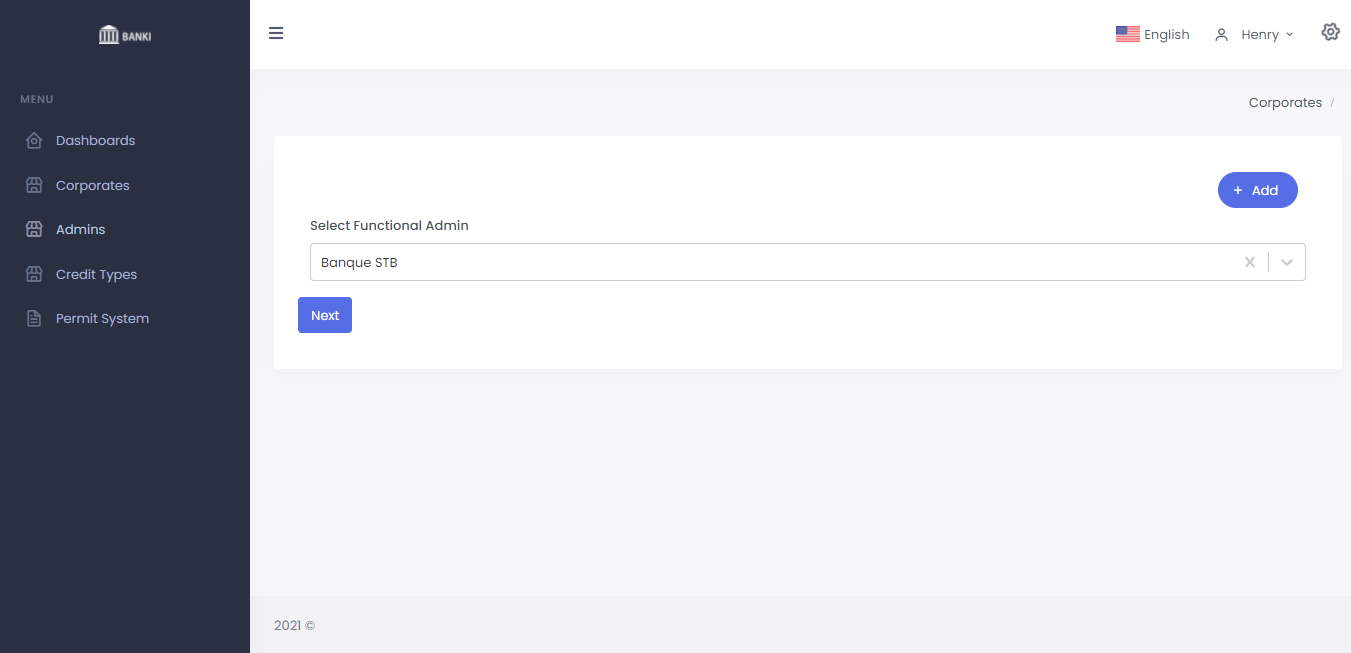 BANKI
English
Henry
MENU
Dashboards
Corporates
Admins
Credit Types
Permit System
Corporates /
+ Add
Select Functional Admin
Banque STB
Next
2021 ©